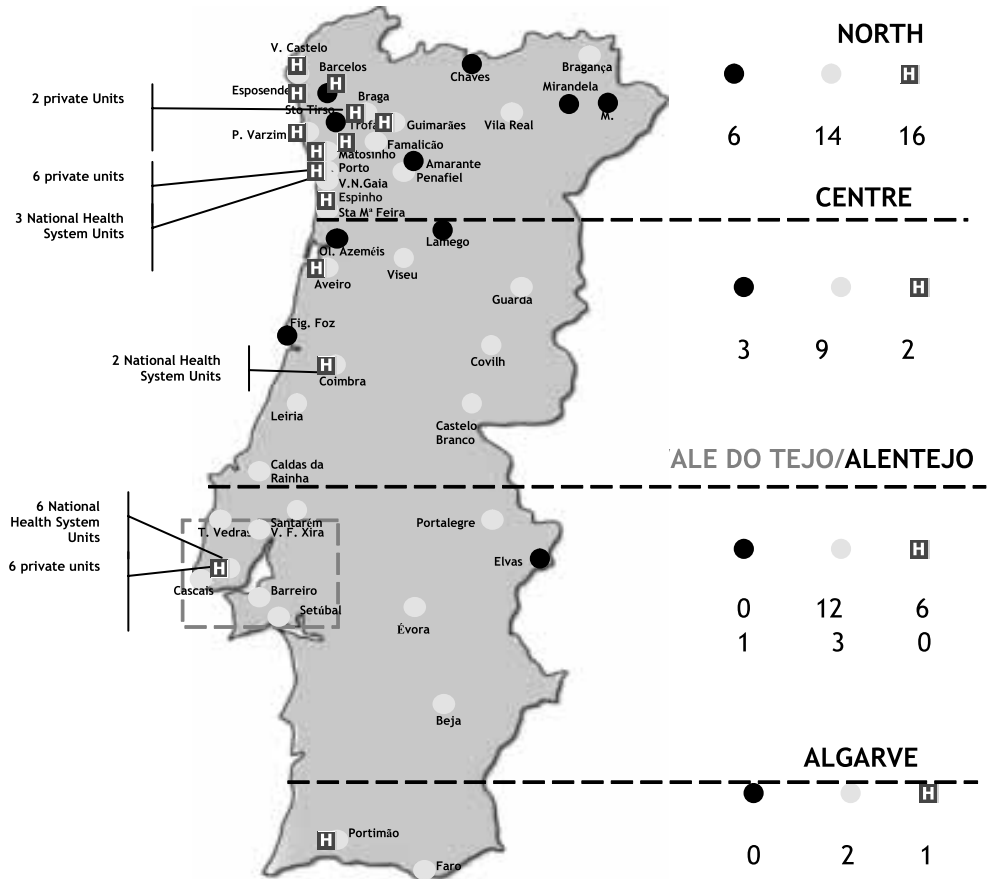 NORTH
V. Castelo
Barcelos
Chaves
Bragança
Mirandela
M.
Esposende
Sto Tirso
Braga
Trofa
Guimarães
Vila Real
2 private Units
P. Varzim
Famalicão
Matosinho
Porto
Amarante
Penafiel
6 private units
V.N.Gaia
Espinho
Sta Mª Feira
3 National Health
System Units
H
H
H
H
H
H
H
H
H
H
6 14 16
CENTRE
Lamego
Ol. Azeméis
Viseu
H
Aveiro
Guarda
H
Fig. Foz
2 National Health
System Units
H
Coimbra
Covilh
3 9 2
Leiria
Castelo
Branco
Caldas da
Rainha
ALE DO TEJO/ALENTEJO
6 National
Health System
Units
6 private units
Santarém
T. Vedras
V. F. Xira
Portalegre
Elvas
H
H
Cascais
Barreiro
Setúbal
Évora
0 12 6
1 3 0
Beja
ALGARVE
H
H
Portimão
Faro
0 2 1